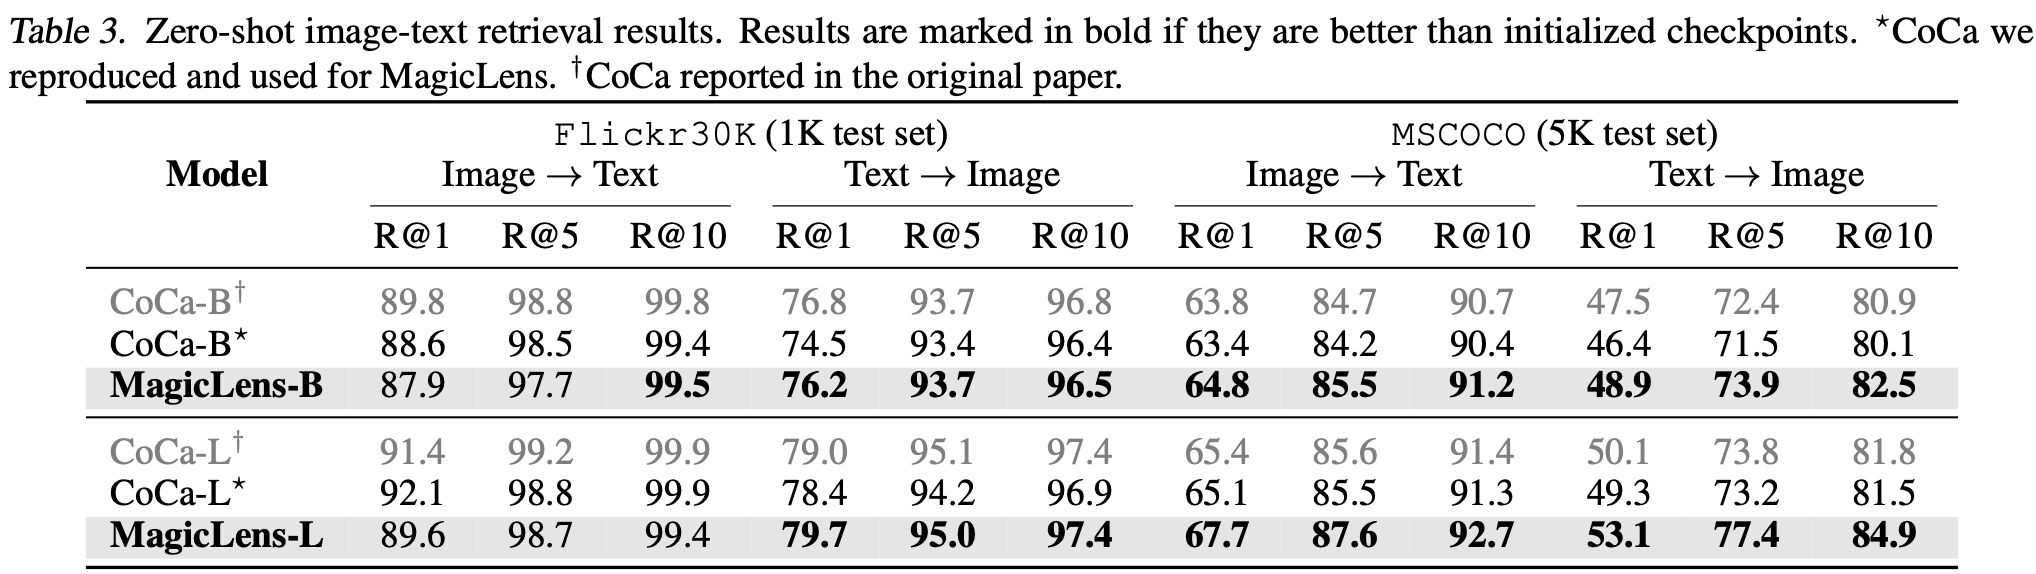 Table 3. Zero-shot image-text retrieval results. Results are marked in bold if they are better than initialized checkpoints. ⋆CoCa we
reproduced and used for MagicLens. †CoCa reported in the original paper.
Flickr30K (1K test set) MSCOCO (5K test set)
Model Image → Text Text → Image Image → Text Text → Image
R@1 R@5 R@10 R@1 R@5 R@10 R@1 R@5 R@10 R@1 R@5 R@10
CoCa-B† 89.8 98.8 99.8 76.8 93.7 96.8 63.8 84.7 90.7 47.5 72.4 80.9
CoCa-B⋆ 88.6 98.5 99.4 74.5 93.4 96.4 63.4 84.2 90.4 46.4 71.5 80.1
MagicLens-B 87.9 97.7 99.5 76.2 93.7 96.5 64.8 85.5 91.2 48.9 73.9 82.5
CoCa-L† 91.4 99.2 99.9 79.0 95.1 97.4 65.4 85.6 91.4 50.1 73.8 81.8
CoCa-L⋆ 92.1 98.8 99.9 78.4 94.2 96.9 65.1 85.5 91.3 49.3 73.2 81.5
MagicLens-L 89.6 98.7 99.4 79.7 95.0 97.4 67.7 87.6 92.7 53.1 77.4 84.9